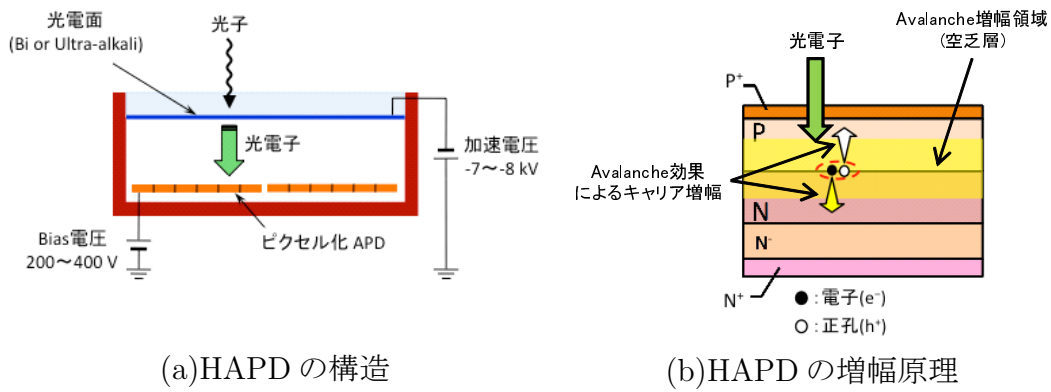 光電面
(Bi or Ultra-alkali)
光子
光電子
加速電圧
-7～-8 kV
Bias電圧
200～400 V
ピクセル化 APD
(a)HAPD の構造
Avalanche増幅領域
(空乏層)
光電子
P⁺
P
Avalanche効果
によるキャリア増幅
N
N⁻
N⁺
●:電子(e⁻)
○:正孔(h⁺)
(b)HAPD の増幅原理